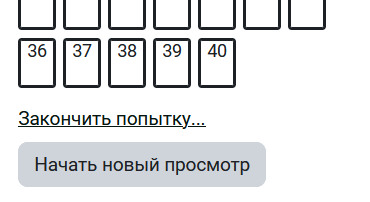 36 37 38 39 40
Закончить попытку...
Начать новый просмотр